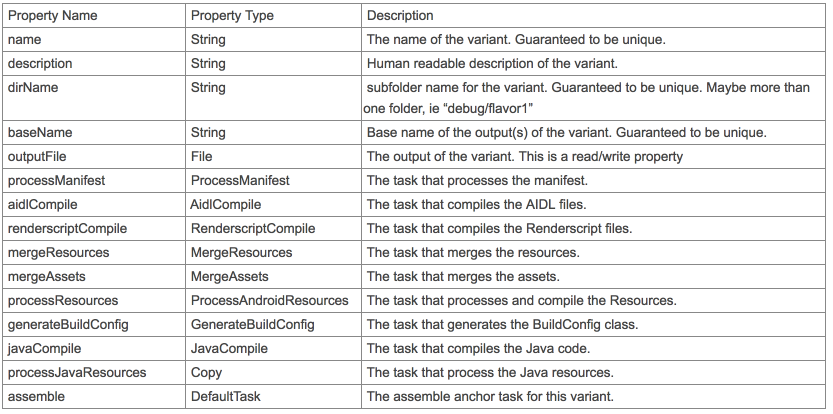 Property Name Property Type Description
name String The name of the variant. Guaranteed to be unique.
description String Human readable description of the variant.
dirName String subfolder name for the variant. Guaranteed to be unique. Maybe more than
one folder, ie “debug/flavor1”
baseName String Base name of the output(s) of the variant. Guaranteed to be unique.
outputFile File The output of the variant. This is a read/write property
processManifest ProcessManifest The task that processes the manifest.
aidlCompile AidlCompile The task that compiles the AIDL files.
renderscriptCompile RenderscriptCompile The task that compiles the Renderscript files.
mergeResources MergeResources The task that merges the resources.
mergeAssets MergeAssets The task that merges the assets.
processResources ProcessAndroidResources The task that processes and compile the Resources.
generateBuildConfig GenerateBuildConfig The task that generates the BuildConfig class.
javaCompile JavaCompile The task that compiles the Java code.
processJavaResources Copy The task that process the Java resources.
assemble DefaultTask The assemble anchor task for this variant.